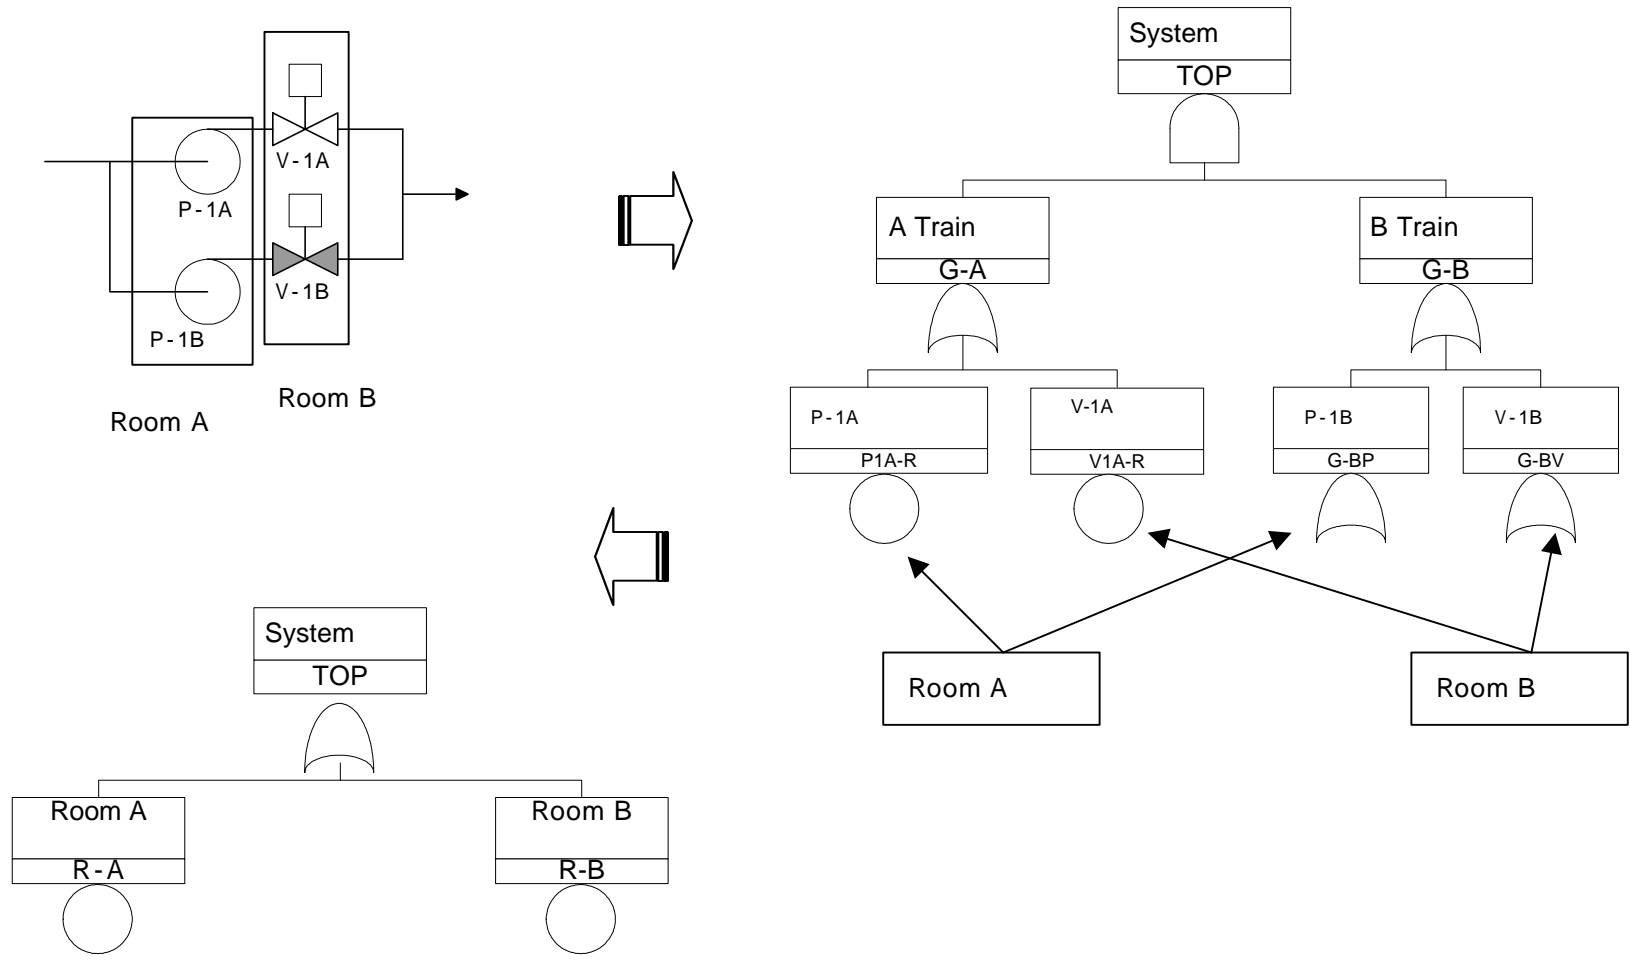 V-1A
P-1A
V-1B
P-1B
Room B
Room A
System
TOP
A Train
G-A
B Train
G-B
P-1A
P1A-R
V-1A
V1A-R
P-1B
G-BP
V-1B
G-BV
Room A
Room B
System
TOP
Room A
R-A
Room B
R-B